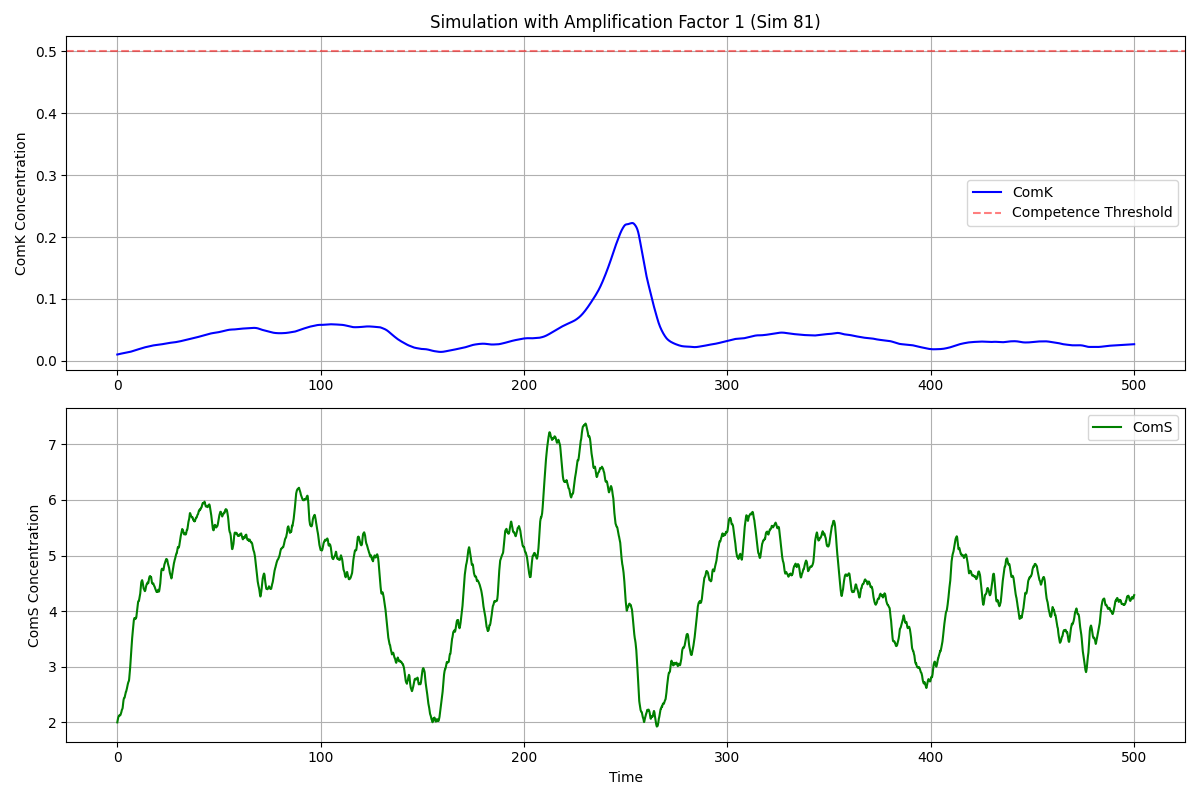 Simulation with Amplification Factor 1 (Sim 81)
ComK Concentration
0.5
0.4
0.3
0.2
0.1
0.0
ComK
Competence Threshold
0 100 200 300 400 500
ComS Concentration
7
6
5
4
3
2
ComS
0 100 200 300 400 500
Time